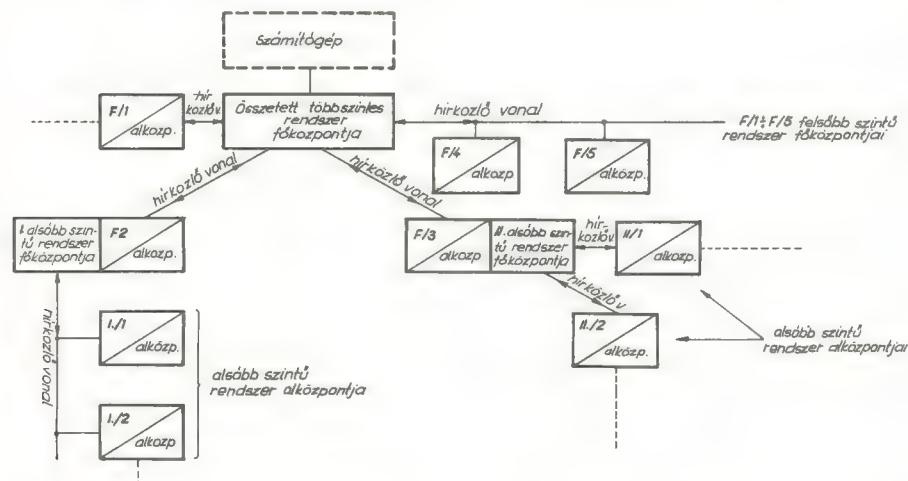 Számítógép
F/1
alközp.
hír
közlőv.
Összetett többszintes
rendszer
főközpontja
hírközlő vonal
F/4
alközp.
F/5
alközp.
F/1÷F/5 felsőbb szintű
rendszer főközpontjai
hírközlő vonal
hírközlő vonal
I. alsóbb szin-
tű rendszer
főközpontja
F2
alközp.
F/3
alközp.
II. alsóbb szin-
tű rendszer
főközpontja
hír-
közlőv.
II/1
alközp.
hírközlő v.
II./2
alközp.
alsóbb szintű
rendszer alközpontjai
hírközlő vonal
I./1
alközp.
I./2
alközp.
alsóbb szintű
rendszer alközpontja